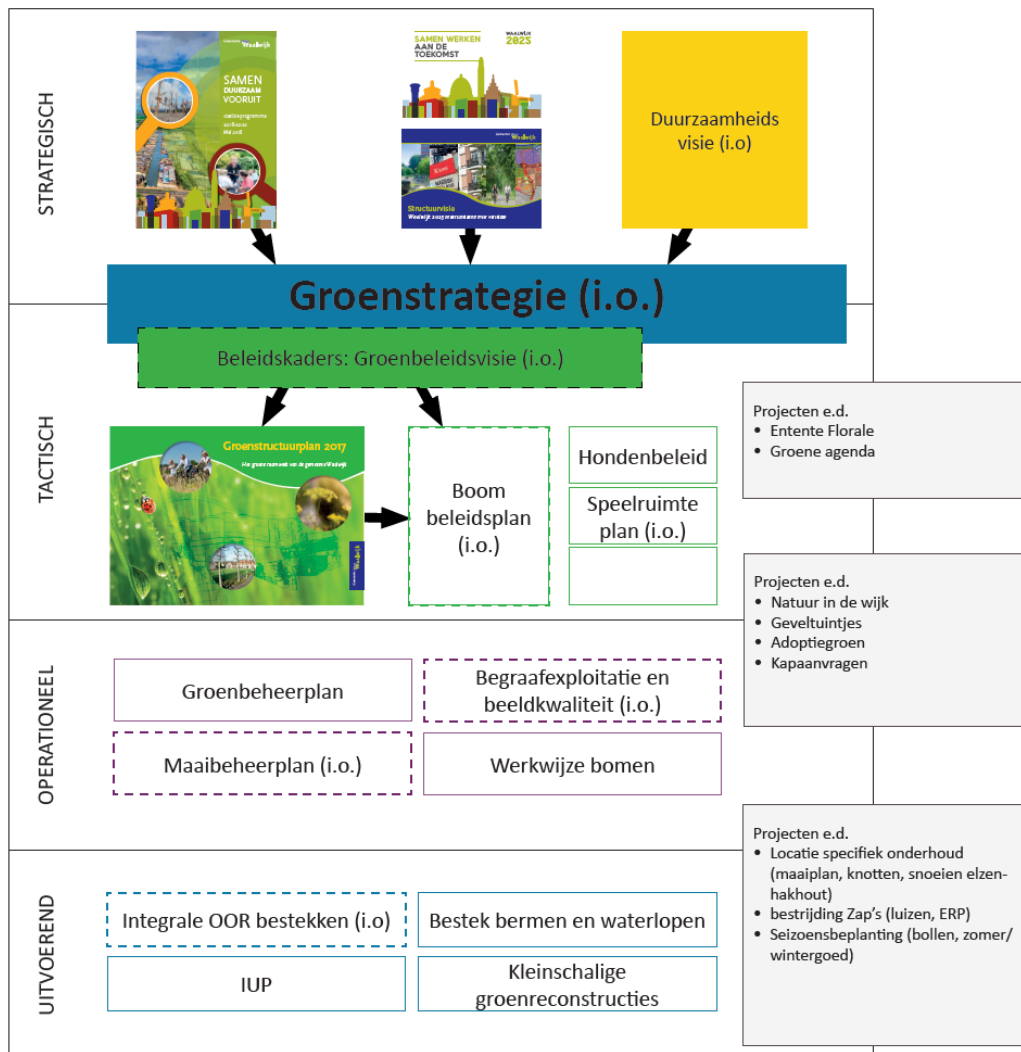 STRATEGISCH
Waalwijk
SAMEN
DUURZAAM
VOORUIT
SAMEN WERKEN
AAN DE
TOEKOMST
WAALWIJK
2025
Structuurvisie
Duurzaamheids
visie (i.o)
Groenstrategie (i.o.)
Beleidskaders: Groenbeleidsvisie (i.o.)
TACTISCH
Groenstructuurplan 2017
Waalwijk
Boom
beleidsplan
(i.o.)
Hondenbeleid
Speelruimte
plan (i.o.)
Projecten e.d.
• Entente Florale
• Groene agenda
Projecten e.d.
• Natuur in de wijk
• Geveltuintjes
• Adoptiegroen
• Kapaanvragen
OPERATIONEEL
Groenbeheerplan
Begraafexploitatie en
beeldkwaliteit (i.o.)
Maaibeheerplan (i.o.)
Werkwijze bomen
Projecten e.d.
• Locatie specifiek onderhoud
(maaiplan, knotten, snoeien elzen-
hakhout)
• bestrijding Zap's (luizen, ERP)
• Seizoensbeplanting (bollen, zomer/
wintergoed)
UITVOEREND
Integrale OOR bestekken (i.o)
Bestek bermen en waterlopen
IUP
Kleinschalige
groenreconstructies